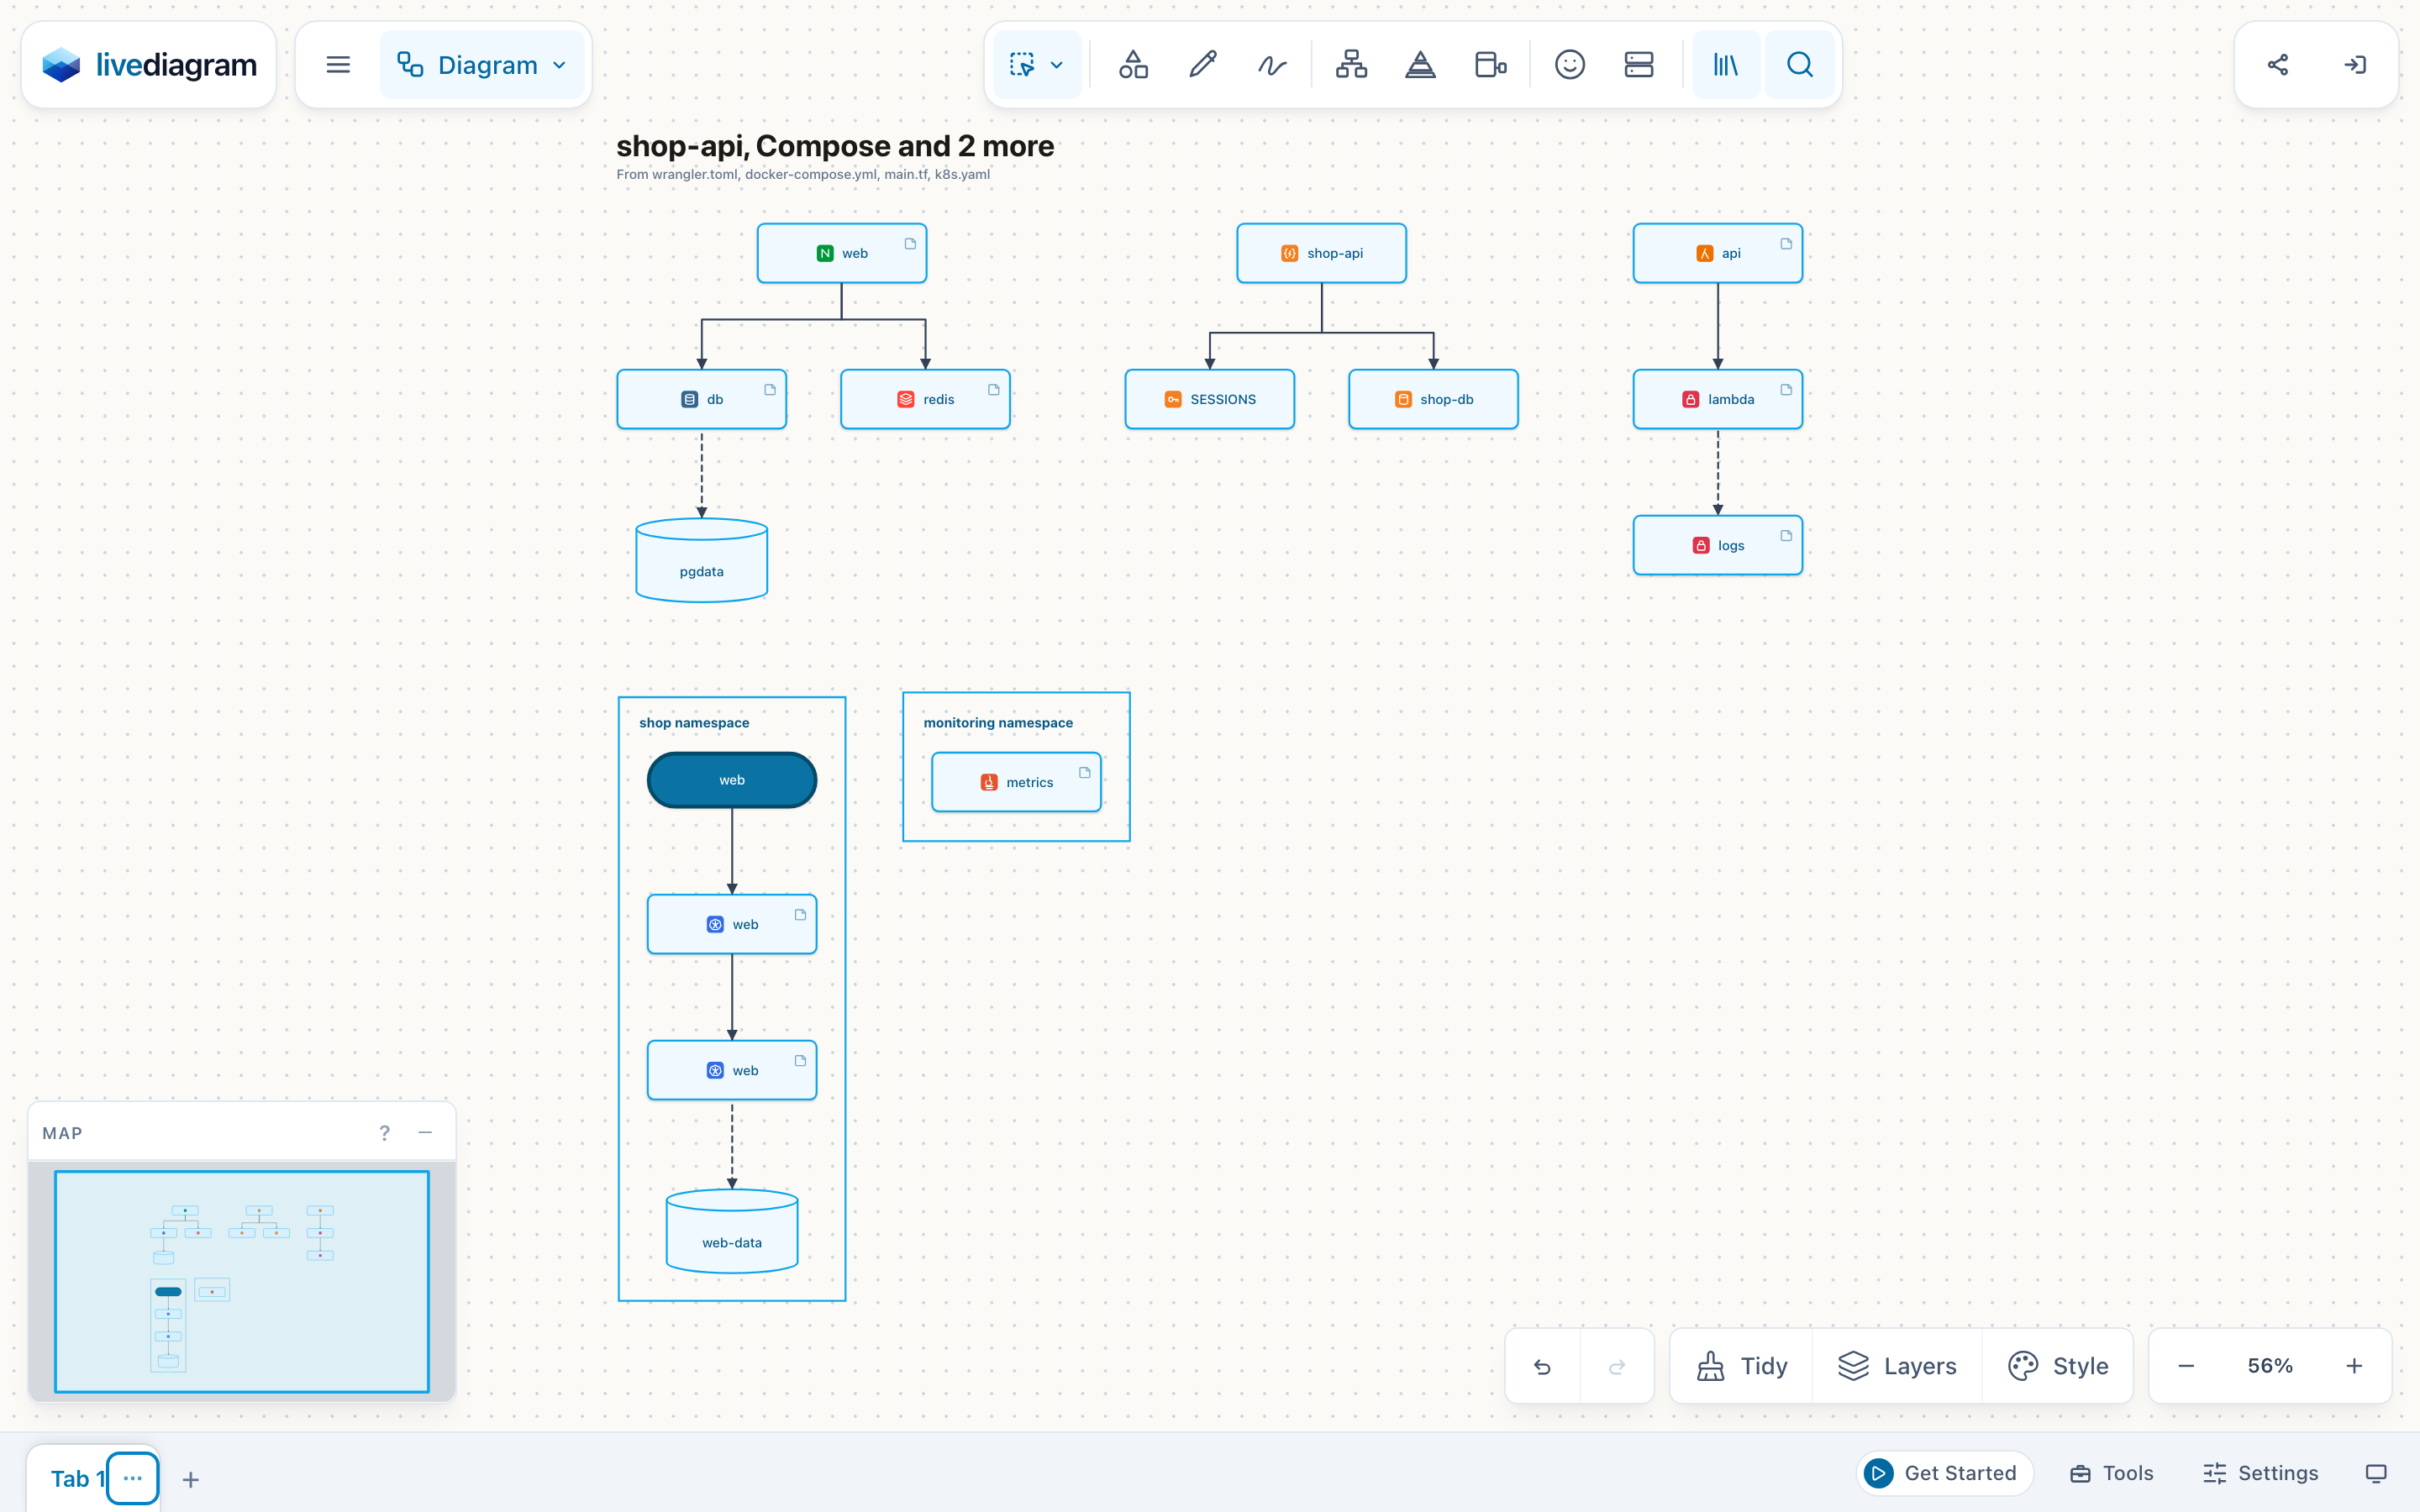 livediagram
Diagram
shop-api, Compose and 2 more
From wrangler.toml, docker-compose.yml, main.tf, k8s.yaml
web
shop-api
api
db
redis
SESSIONS
shop-db
lambda
pgdata
logs
shop namespace
monitoring namespace
web
metrics
web
web
web-data
MAP
?
Tidy
Layers
Style
56%
Tab 1
Get Started
Tools
Settings